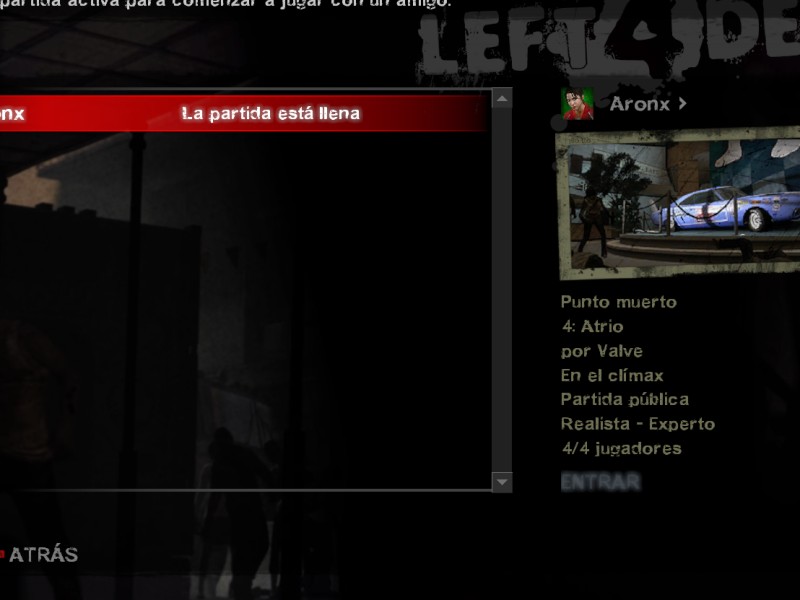 partida activa para comenzar a jugar con un amigo.
LEFT 4 DE
onx
La partida está llena
Aronx >
Punto muerto
4: Atrio
por Valve
En el clímax
Partida pública
Realista - Experto
4/4 jugadores
ENTRAR
ATRÁS